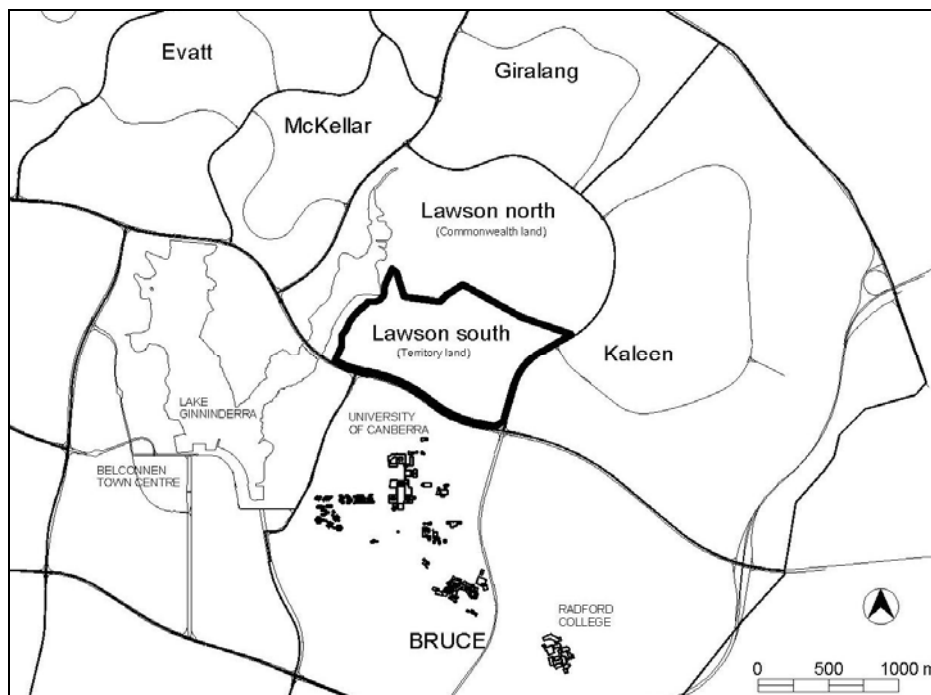 Evatt
Giralang
McKellar
Lawson north
(Commonwealth land)
Lawson south
(Territory land)
Kaleen
LAKE
GINNINDERRA
UNIVERSITY
OF CANBERRA
BELCONNEN
TOWN CENTRE
RADFORD
COLLEGE
BRUCE
0 500 1000 m